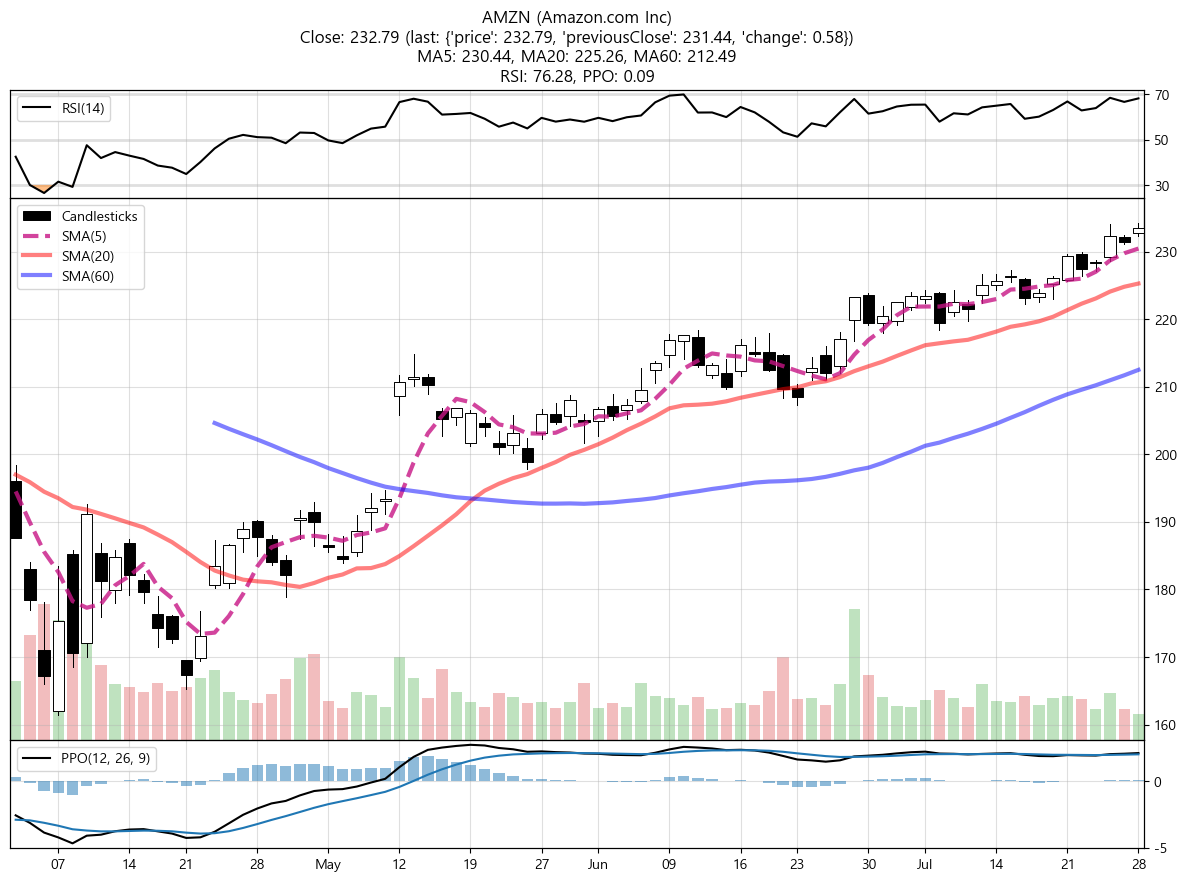 AMZN (Amazon.com Inc)
Close: 232.79 (last: {'price': 232.79, 'previousClose': 231.44, 'change': 0.58})
MA5: 230.44, MA20: 225.26, MA60: 212.49
RSI: 76.28, PPO: 0.09
RSI(14)
70
50
30
Candlesticks
SMA(5)
SMA(20)
SMA(60)
230
220
210
200
190
180
170
160
PPO(12, 26, 9)
0
-5
07 14 21 28 May 12 19 27 Jun 09 16 23 30 Jul 14 21 28